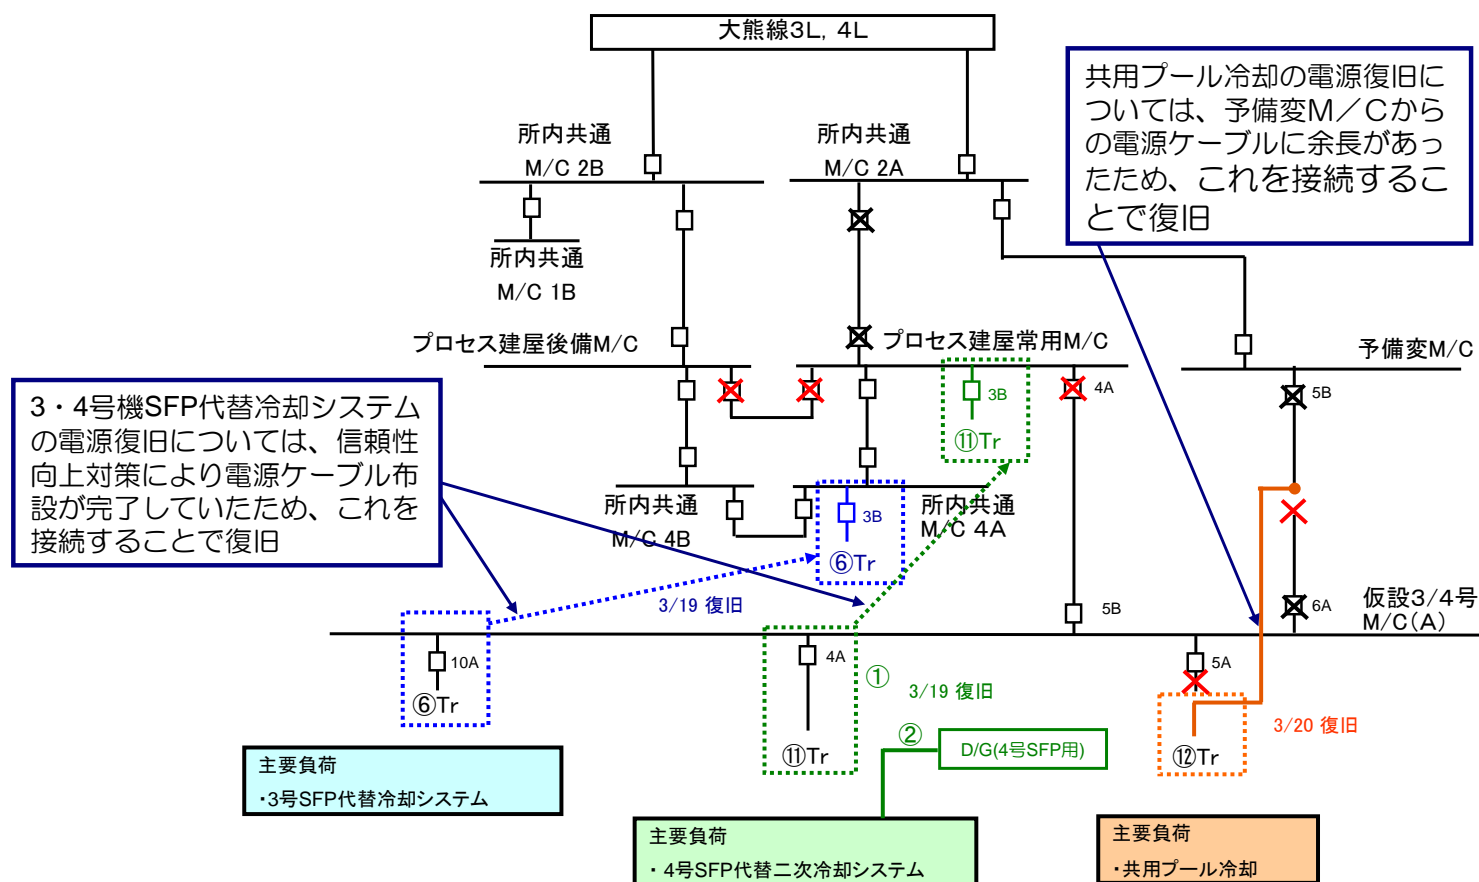 大熊線3L, 4L
共用プール冷却の電源復旧に
ついては、予備変M／Cから
の電源ケーブルに余長があっ
たため、これを接続するこ
とで復旧
所内共通
M/C 2B
所内共通
M/C 2A
所内共通
M/C 1B
プロセス建屋後備M/C
プロセス建屋常用M/C
予備変M/C
3B
4A
5B
⑪Tr
3・4号機SFP代替冷却システム
の電源復旧については、信頼性
向上対策により電源ケーブル布
設が完了していたため、これを
接続することで復旧
所内共通
M/C 4B
3B
所内共通
M/C 4A
⑥Tr
3/19 復旧
5B
6A
仮設3/4号
M/C(A)
10A
⑥Tr
4A
①
3/19 復旧
5A
⑪Tr
②
D/G(4号SFP用)
⑫Tr
3/20 復旧
主要負荷
・3号SFP代替冷却システム
主要負荷
・4号SFP代替二次冷却システム
主要負荷
・共用プール冷却